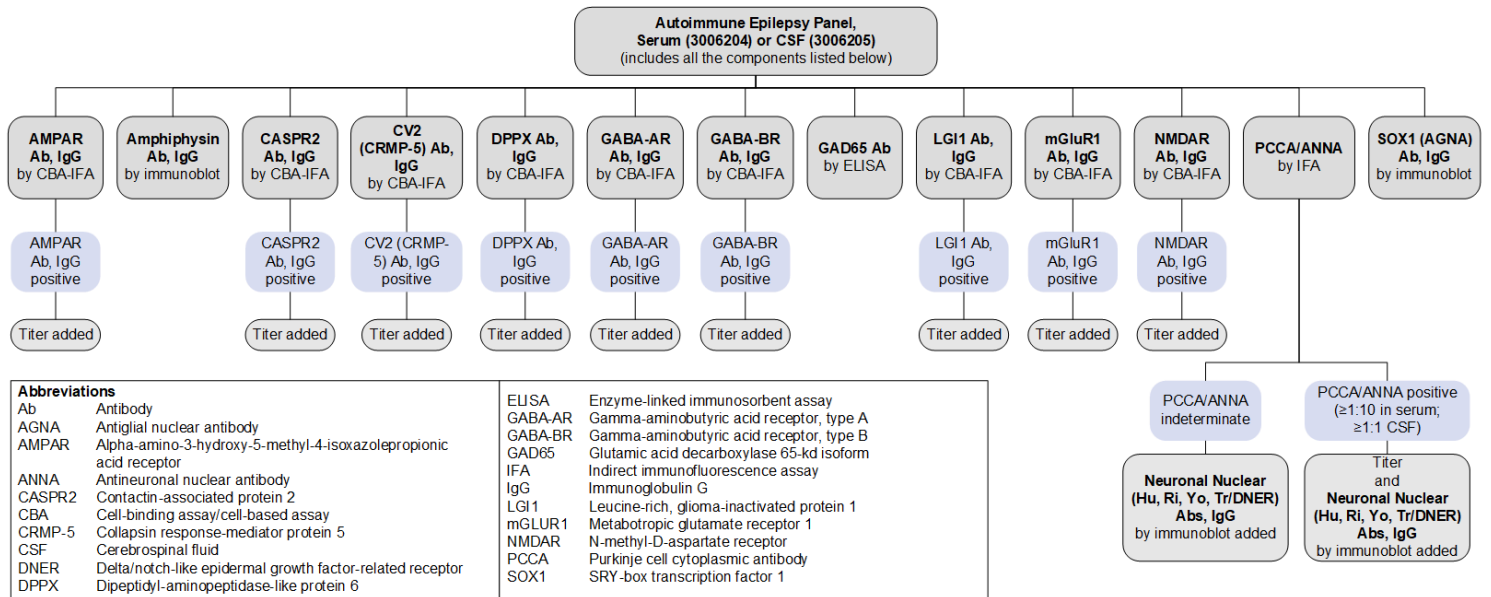 Autoimmune Epilepsy Panel,
Serum (3006204) or CSF (3006205)
(includes all the components listed below)
AMPAR
Ab, IgG
by CBA-IFA
Amphiphysin
Ab, IgG
by immunoblot
CASPR2
Ab, IgG
by CBA-IFA
CV2
(CRMP-5) Ab,
IgG
by CBA-IFA
DPPX Ab,
IgG
by CBA-IFA
GABA-AR
Ab, IgG
by CBA-IFA
GABA-BR
Ab, IgG
by CBA-IFA
GAD65 Ab
by ELISA
LGI1 Ab,
IgG
by CBA-IFA
mGluR1
Ab, IgG
by CBA-IFA
NMDAR
Ab, IgG
by CBA-IFA
PCCA/ANNA
by IFA
SOX1 (AGNA)
Ab, IgG
by immunoblot
AMPAR
Ab, IgG
positive
CASPR2
Ab, IgG
positive
CV2 (CRMP-
5) Ab, IgG
positive
DPPX Ab,
IgG
positive
GABA-AR
Ab, IgG
positive
GABA-BR
Ab, IgG
positive
LGI1 Ab,
IgG
positive
mGluR1
Ab, IgG
positive
NMDAR
Ab, IgG
positive
Titer added
Titer added
Titer added
Titer added
Titer added
Titer added
Titer added
Titer added
Titer added
PCCA/ANNA
indeterminate
PCCA/ANNA positive
(≥1:10 in serum;
≥1:1 CSF)
Neuronal Nuclear
(Hu, Ri, Yo, Tr/DNER)
Abs, IgG
by immunoblot added
Titer
and
Neuronal Nuclear
(Hu, Ri, Yo, Tr/DNER)
Abs, IgG
by immunoblot added
Abbreviations
Ab Antibody
AGNA Antiglial nuclear antibody
AMPAR Alpha-amino-3-hydroxy-5-methyl-4-isoxazolepropionic
acid receptor
ANNA Antineuronal nuclear antibody
CASPR2 Contactin-associated protein 2
CBA Cell-binding assay/cell-based assay
CRMP-5 Collapsin response-mediator protein 5
CSF Cerebrospinal fluid
DNER Delta/notch-like epidermal growth factor-related receptor
DPPX Dipeptidyl-aminopeptidase-like protein 6
ELISA Enzyme-linked immunosorbent assay
GABA-AR Gamma-aminobutyric acid receptor, type A
GABA-BR Gamma-aminobutyric acid receptor, type B
GAD65 Glutamic acid decarboxylase 65-kd isoform
IFA Indirect immunofluorescence assay
IgG Immunoglobulin G
LGI1 Leucine-rich, glioma-inactivated protein 1
mGLUR1 Metabotropic glutamate receptor 1
NMDAR N-methyl-D-aspartate receptor
PCCA Purkinje cell cytoplasmic antibody
SOX1 SRY-box transcription factor 1